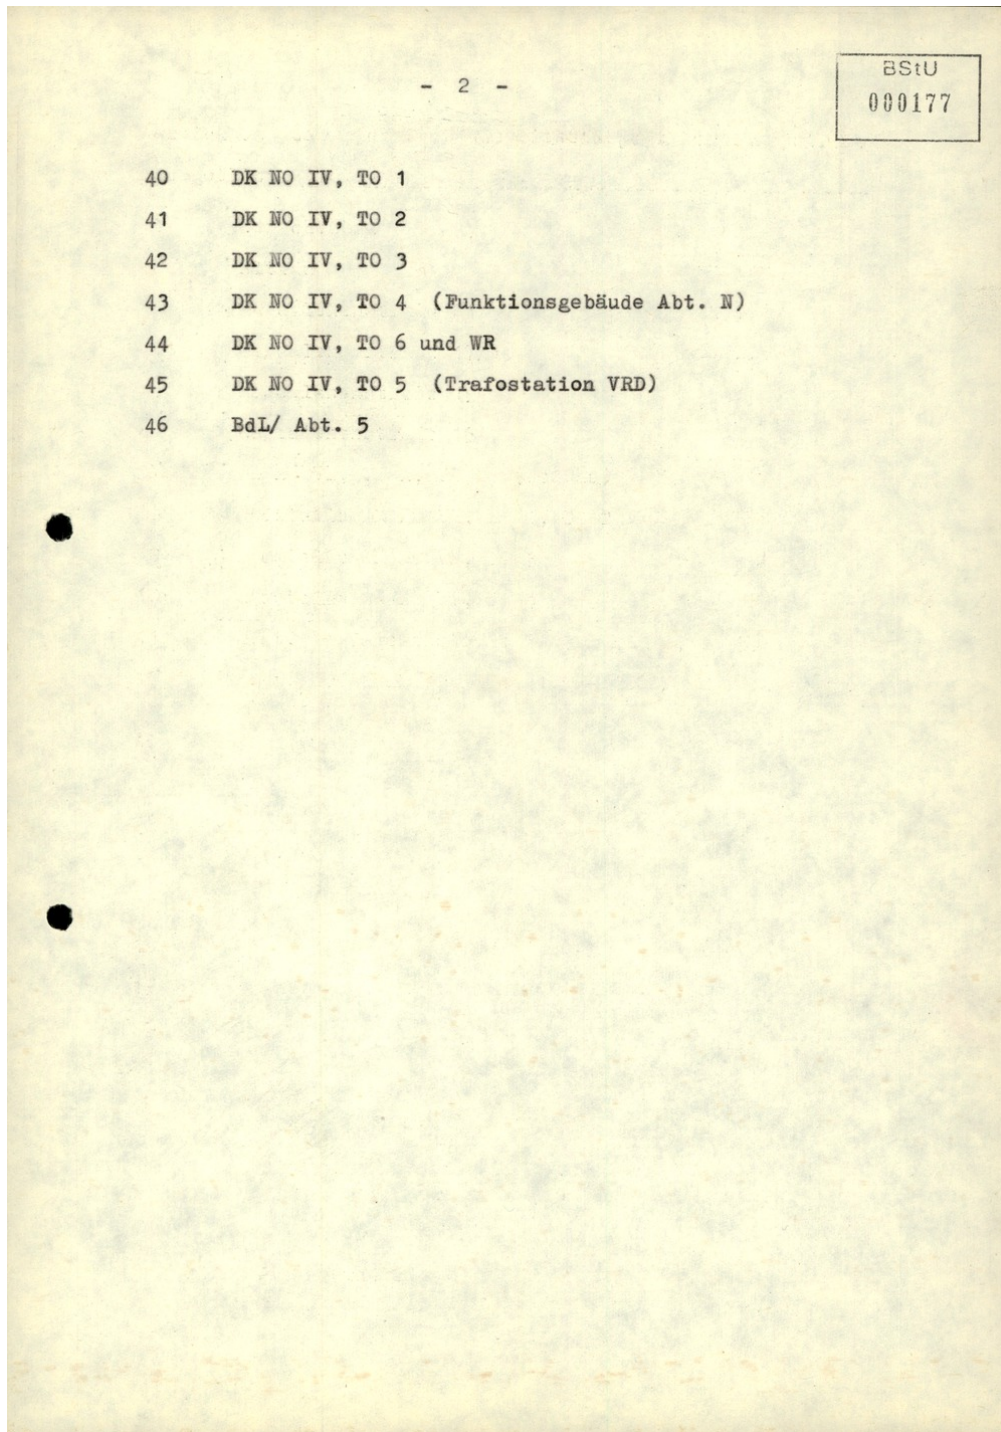 - 2 -
BStU
000177
40 DK NO IV, TO 1
41 DK NO IV, TO 2
42 DK NO IV, TO 3
43 DK NO IV, TO 4 (Funktionsgebäude Abt. N)
44 DK NO IV, TO 6 und WR
45 DK NO IV, TO 5 (Trafostation VRD)
46 BdL/ Abt. 5